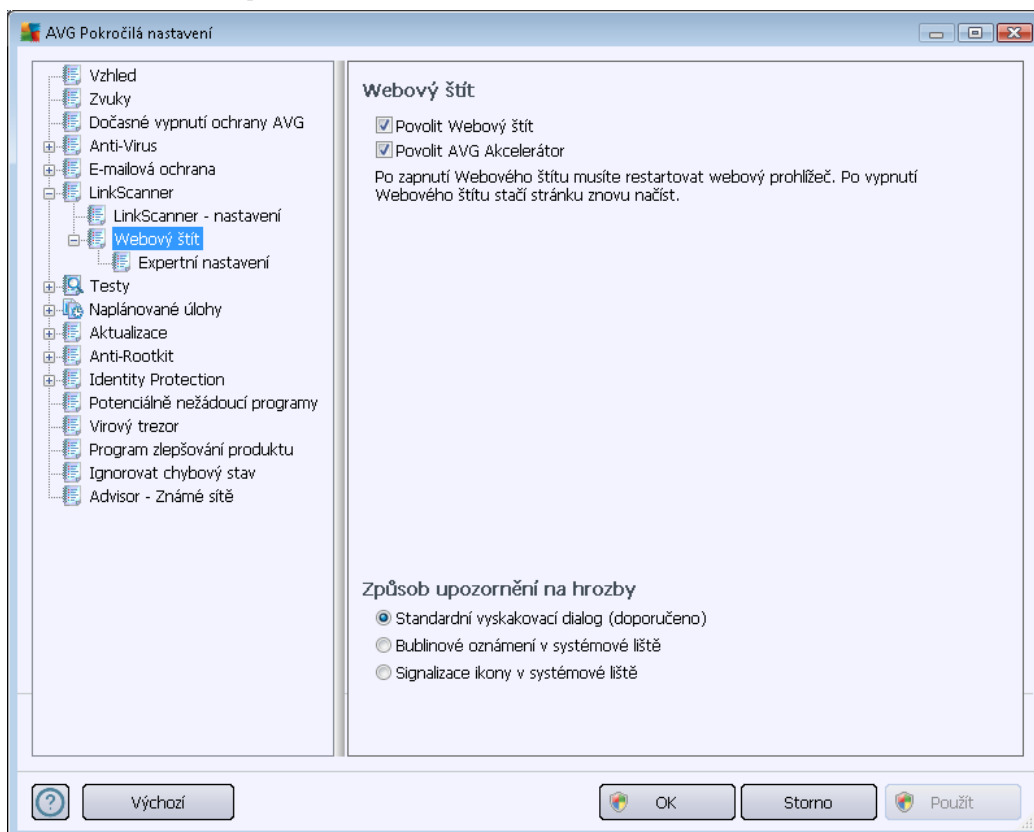 AVG Pokročilá nastavení
Vzhled
Zvuky
Dočasné vypnutí ochrany AVG
Anti-Virus
E-mailová ochrana
LinkScanner
LinkScanner - nastavení
Webový štít
Expertní nastavení
Testy
Naplánované úlohy
Aktualizace
Anti-Rootkit
Identity Protection
Potenciálně nežádoucí programy
Virový trezor
Program zlepšování produktu
Ignorovat chybový stav
Advisor - Známé sítě
Webový štít
Povolit Webový štít
Povolit AVG Akcelerátor
Po zapnutí Webového štítu musíte restartovat webový prohlížeč. Po vypnutí
Webového štítu stačí stránku znovu načíst.
Způsob upozornění na hrozby
Standardní vyskakovací dialog (doporučeno)
Bublinové oznámení v systémové liště
Signalizace ikony v systémové liště
?
Výchozí
OK
Storno
Použít